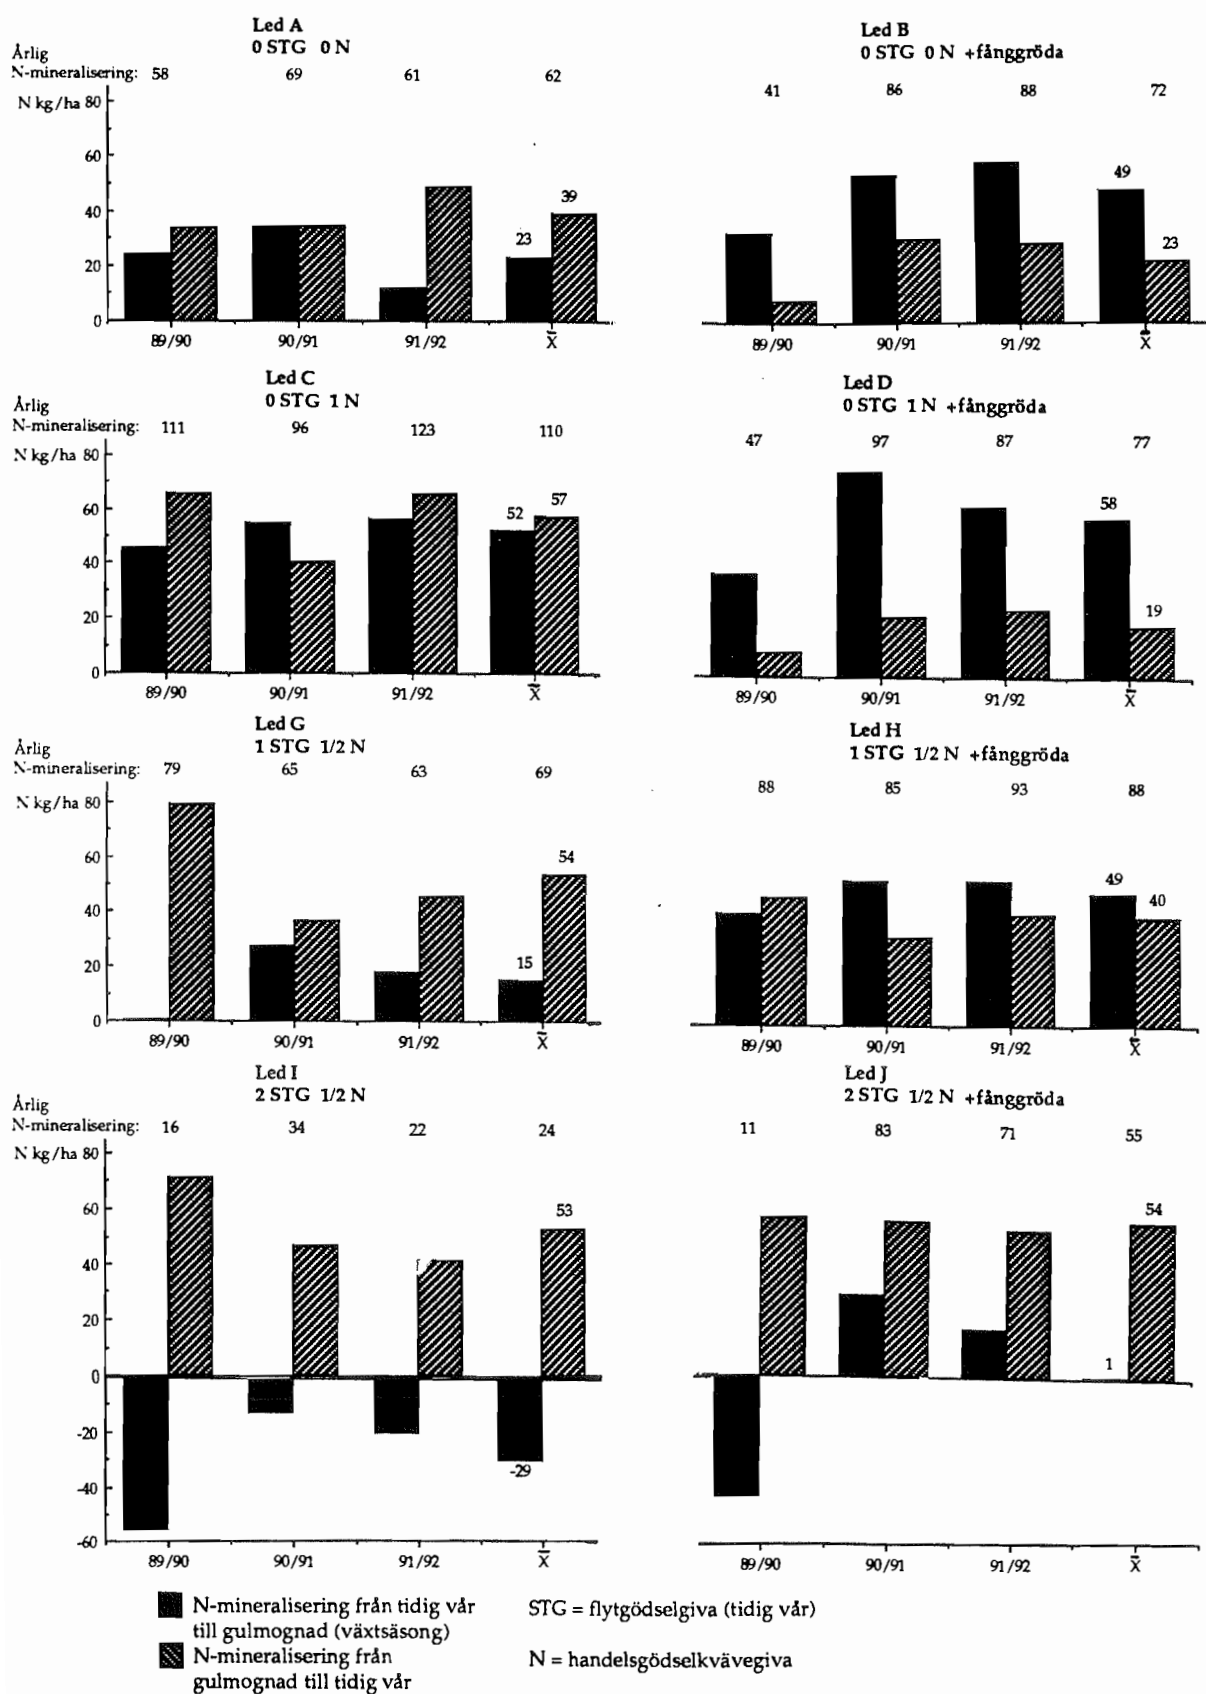 Led A
0 STG 0 N
Årlig
N-mineralisering: 58 69 61 62
N kg/ha 80
60
40
20
0
23
39
89/90 90/91 91/92 X̄
Led B
0 STG 0 N +fånggröda
41 86 88 72
49
23
89/90 90/91 91/92 X̄
Led C
0 STG 1 N
Årlig
N-mineralisering: 111 96 123 110
N kg/ha 80
60
40
20
0
52 57
89/90 90/91 91/92 X̄
Led D
0 STG 1 N +fånggröda
47 97 87 77
58
19
89/90 90/91 91/92 X̄
Led G
1 STG 1/2 N
Årlig
N-mineralisering: 79 65 63 69
N kg/ha 80
60
40
20
0
15
54
89/90 90/91 91/92 X̄
Led H
1 STG 1/2 N +fånggröda
88 85 93 88
49
40
89/90 90/91 91/92 X̄
Led I
2 STG 1/2 N
Årlig
N-mineralisering: 16 34 22 24
N kg/ha 80
60
40
20
0
-20
-40
-60
53
-29
89/90 90/91 91/92 X̄
Led J
2 STG 1/2 N +fånggröda
11 83 71 55
54
1
89/90 90/91 91/92 X̄
N-mineralisering från tidig vår
till gulmognad (växtsäsong)
N-mineralisering från
gulmognad till tidig vår
STG = flytgödselgiva (tidig vår)
N = handelsgödselkvävegiva